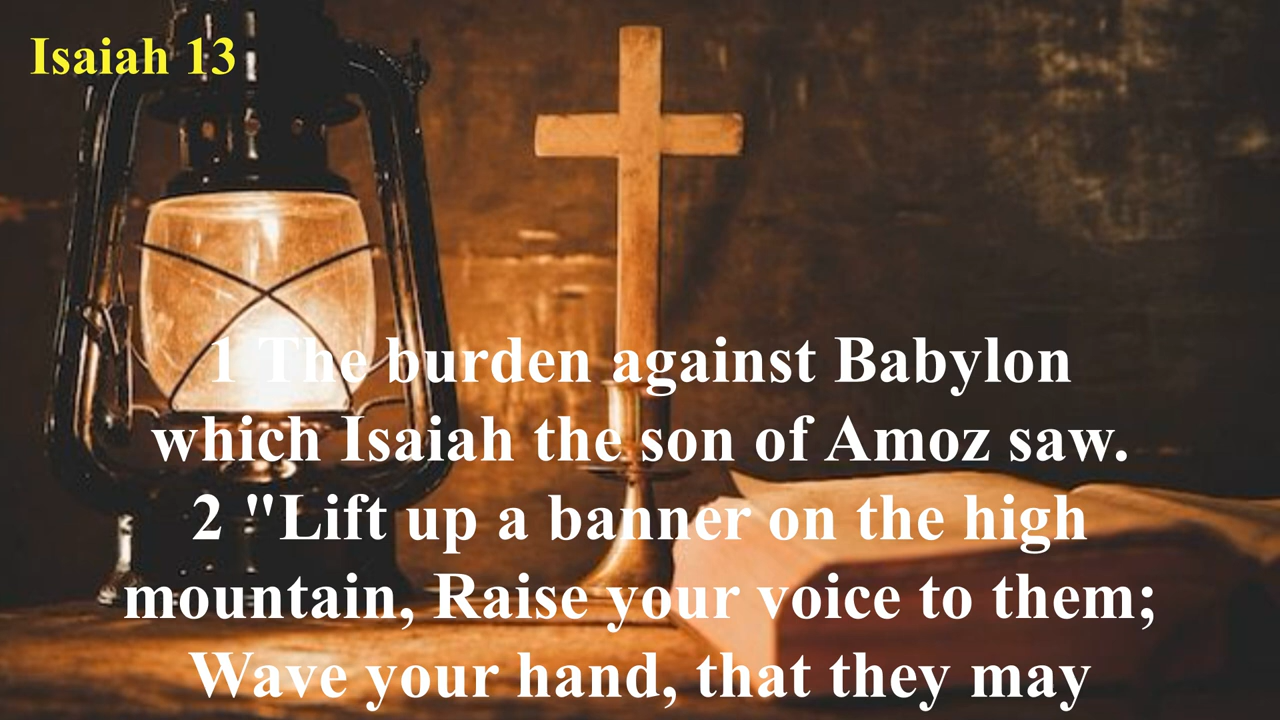 Isaiah 13
1 The burden against Babylon
which Isaiah the son of Amoz saw.
2 "Lift up a banner on the high
mountain, Raise your voice to them;
Wave your hand, that they may